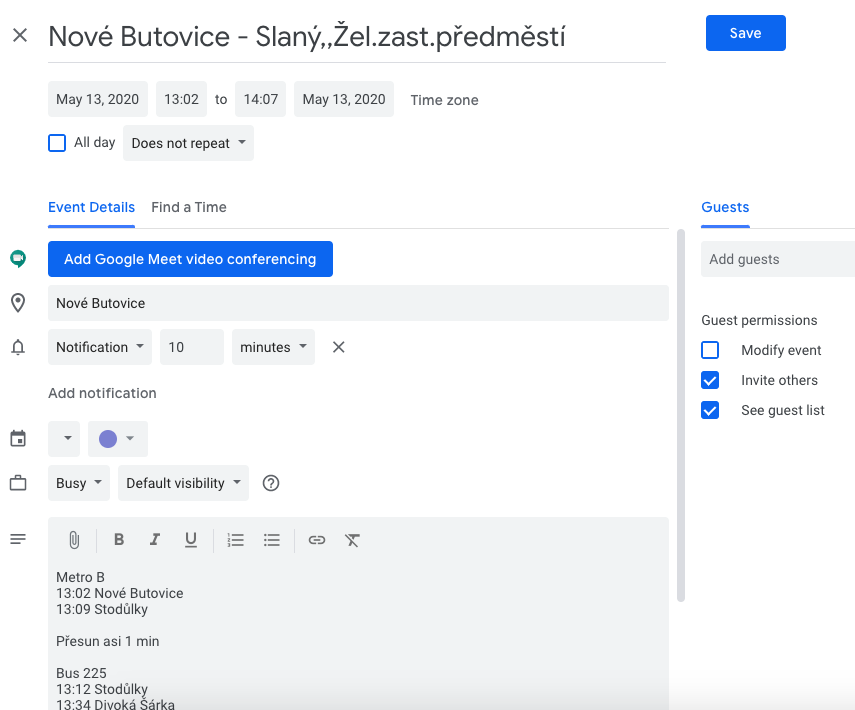 Nové Butovice - Slaný,,Žel.zast.předměstí
Save
May 13, 2020 13:02 to 14:07 May 13, 2020 Time zone
All day Does not repeat
Event Details Find a Time
Guests
Add Google Meet video conferencing
Add guests
Nové Butovice
Guest permissions
Notification 10 minutes
Modify event
Invite others
Add notification
See guest list
Busy Default visibility
B I U
Metro B
13:02 Nové Butovice
13:09 Stodůlky
Přesun asi 1 min
Bus 225
13:12 Stodůlky
13:34 Divoká Šárka